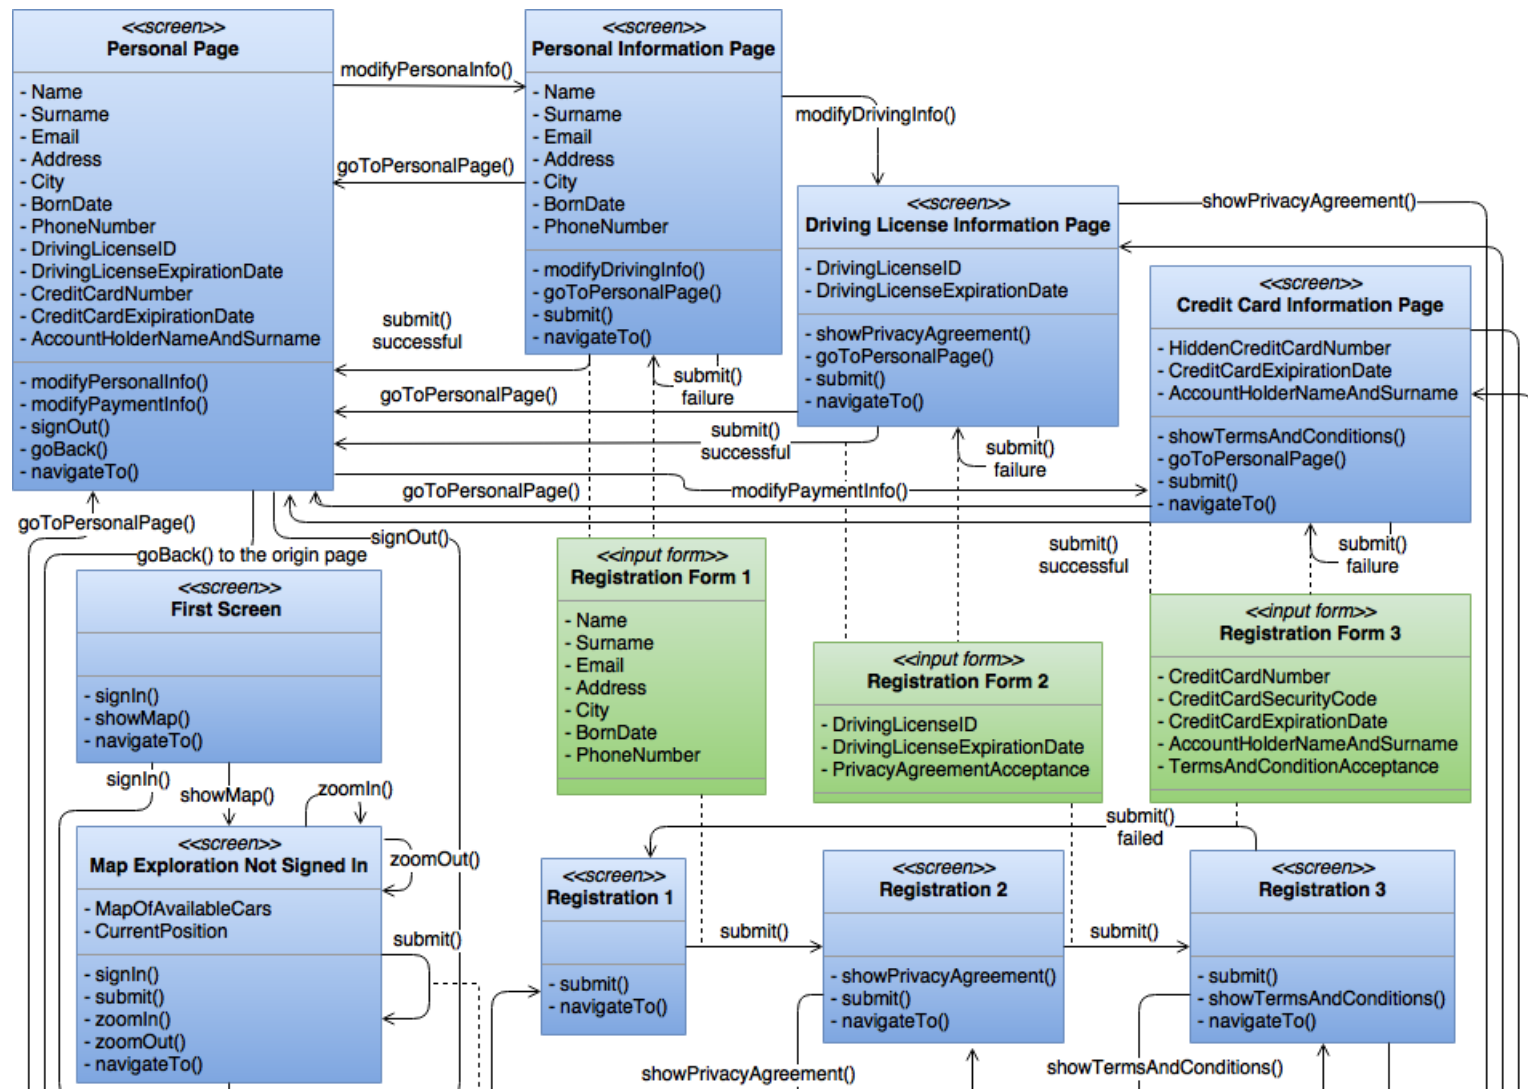 <<screen>>
Personal Page
- Name
- Surname
- Email
- Address
- City
- BornDate
- PhoneNumber
- DrivingLicenseID
- DrivingLicenseExpirationDate
- CreditCardNumber
- CreditCardExipirationDate
- AccountHolderNameAndSurname
- modifyPersonalInfo()
- modifyPaymentInfo()
- signOut()
- goBack()
- navigateTo()
modifyPersonalnfo()
goToPersonalPage()
submit()
successful
goToPersonalPage()
<<screen>>
Personal Information Page
- Name
- Surname
- Email
- Address
- City
- BornDate
- PhoneNumber
- modifyDrivingInfo()
- goToPersonalPage()
- submit()
- navigateTo()
submit()
failure
modifyDrivingInfo()
<<screen>>
Driving License Information Page
- DrivingLicenseID
- DrivingLicenseExpirationDate
- showPrivacyAgreement()
- goToPersonalPage()
- submit()
- navigateTo()
submit()
successful
submit()
failure
showPrivacyAgreement()
<<screen>>
Credit Card Information Page
- HiddenCreditCardNumber
- CreditCardExipirationDate
- AccountHolderNameAndSurname
- showTermsAndConditions()
- goToPersonalPage()
- submit()
- navigateTo()
goToPersonalPage()
modifyPaymentInfo()
submit()
successful
submit()
failure
goToPersonalPage()
signOut()
goBack() to the origin page
<<screen>>
First Screen
- signIn()
- showMap()
- navigateTo()
signIn()
showMap()
zoomIn()
<<input form>>
Registration Form 1
- Name
- Surname
- Email
- Address
- City
- BornDate
- PhoneNumber
<<input form>>
Registration Form 2
- DrivingLicenseID
- DrivingLicenseExpirationDate
- PrivacyAgreementAcceptance
<<input form>>
Registration Form 3
- CreditCardNumber
- CreditCardSecurityCode
- CreditCardExpirationDate
- AccountHolderNameAndSurname
- TermsAndConditionAcceptance
<<screen>>
Map Exploration Not Signed In
- MapOfAvailableCars
- CurrentPosition
- signIn()
- submit()
- zoomIn()
- zoomOut()
- navigateTo()
zoomOut()
submit()
submit()
failed
<<screen>>
Registration 1
- submit()
- navigateTo()
submit()
<<screen>>
Registration 2
- showPrivacyAgreement()
- submit()
- navigateTo()
submit()
<<screen>>
Registration 3
- submit()
- showTermsAndConditions()
- navigateTo()
showPrivacyAgreement()
showTermsAndConditions()